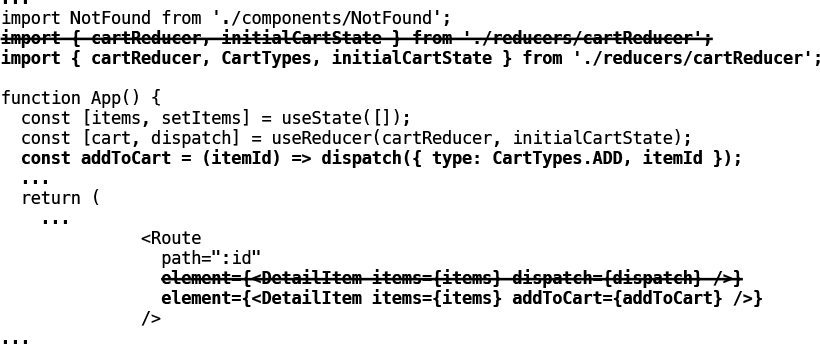 ...
import NotFound from './components/NotFound';
import { cartReducer, initialCartState } from './reducers/cartReducer';
import { cartReducer, CartTypes, initialCartState } from './reducers/cartReducer';

function App() {
  const [items, setItems] = useState([]);
  const [cart, dispatch] = useReducer(cartReducer, initialCartState);
  const addToCart = (itemId) => dispatch({ type: CartTypes.ADD, itemId });
  ...
  return (
    ...
              <Route
                path=":id"
                element={<DetailItem items={items} dispatch={dispatch} />}
                element={<DetailItem items={items} addToCart={addToCart} />}
              />
...